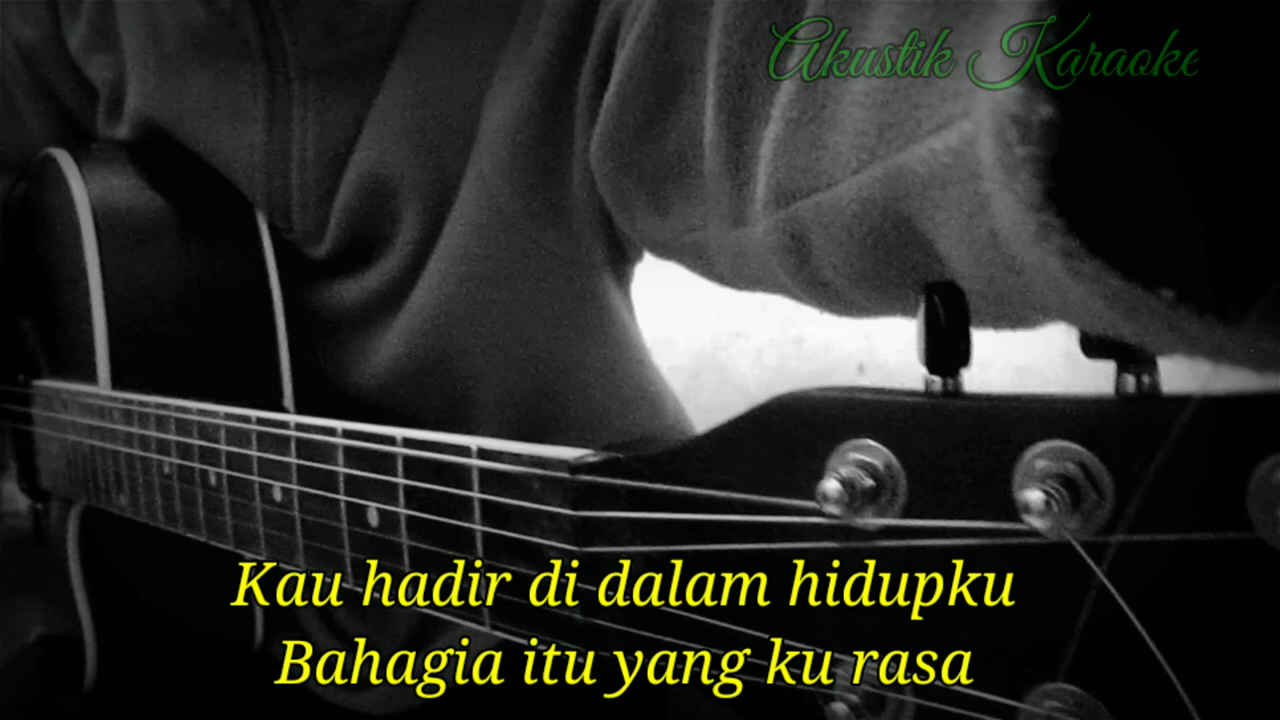 Akustik Karaoke
Kau hadir di dalam hidupku
Bahagia itu yang ku rasa